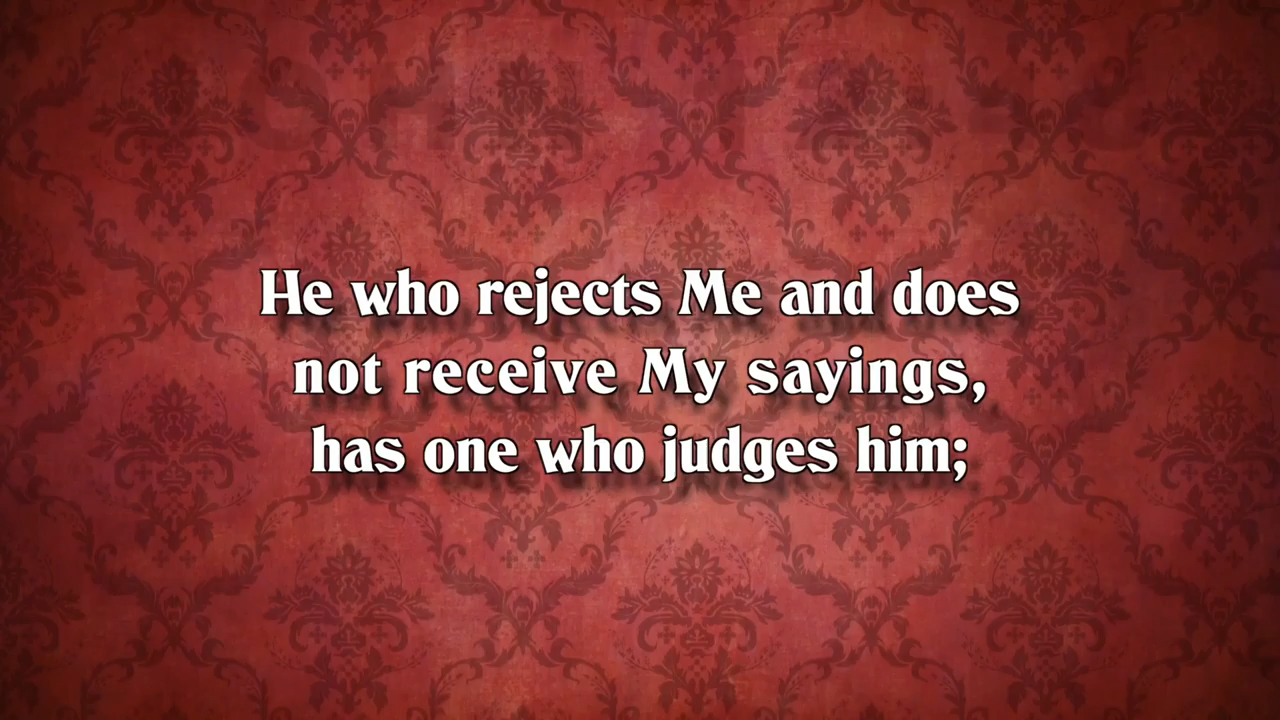 He who rejects Me and does
not receive My sayings,
has one who judges him;